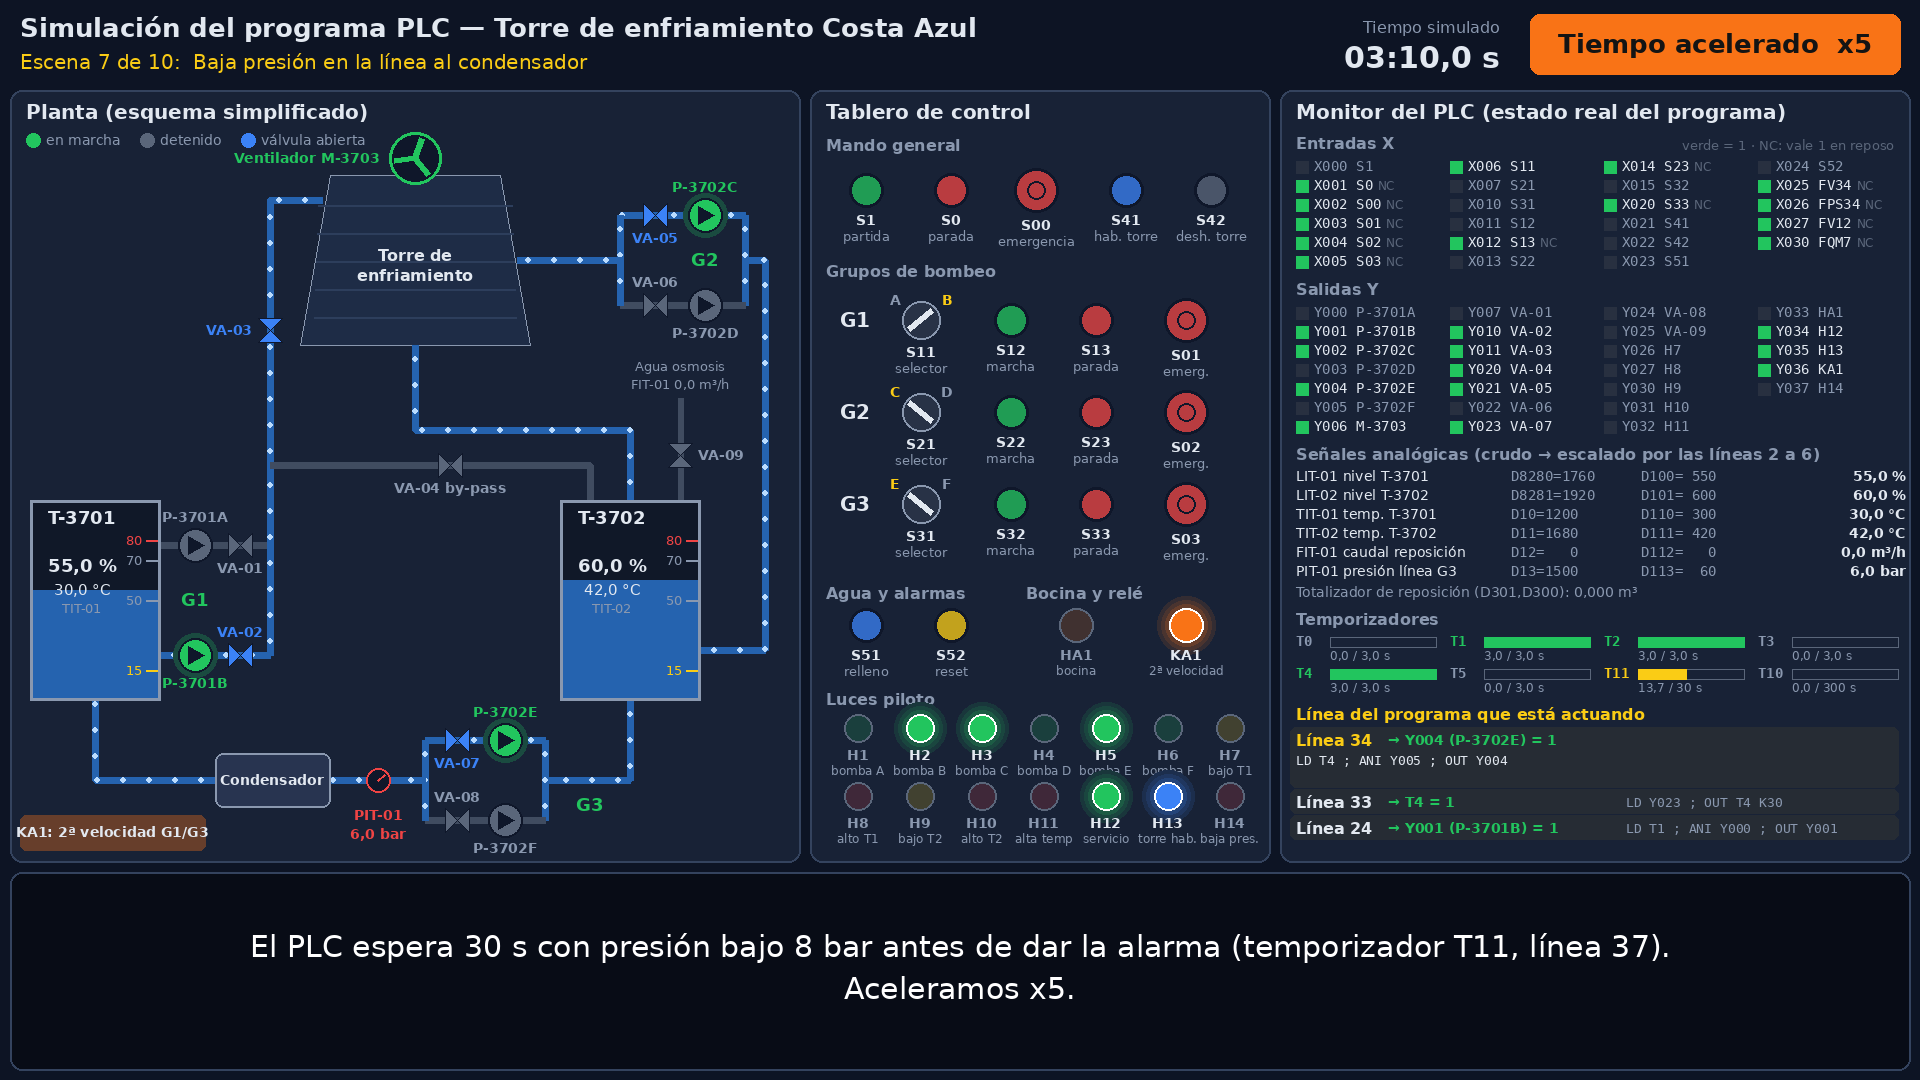 Simulación del programa PLC — Torre de enfriamiento Costa Azul
Escena 7 de 10: Baja presión en la línea al condensador
Tiempo simulado
03:10,0 s
Tiempo acelerado x5
Planta (esquema simplificado)
en marcha detenido válvula abierta
Ventilador M-3703
P-3702C
VA-05
Torre de
enfriamiento
G2
VA-06
VA-03
P-3702D
Agua osmosis
FIT-01 0,0 m³/h
VA-09
VA-04 by-pass
T-3701
P-3701A
80
55,0 %
70
VA-01
30,0 °C
TIT-01
50
G1
VA-02
15
P-3701B
T-3702
80
60,0 %
70
42,0 °C
TIT-02
50
15
P-3702E
VA-07
Condensador
VA-08
G3
PIT-01
6,0 bar
P-3702F
KA1: 2ª velocidad G1/G3
Tablero de control
Mando general
S1 S0 S00 S41 S42
partida parada emergencia hab. torre desh. torre
Grupos de bombeo
A B
G1
S11 S12 S13 S01
selector marcha parada emerg.
C D
G2
S21 S22 S23 S02
selector marcha parada emerg.
E F
G3
S31 S32 S33 S03
selector marcha parada emerg.
Agua y alarmas Bocina y relé
S51 S52 HA1 KA1
relleno reset bocina 2ª velocidad
Luces piloto
H1 H2 H3 H4 H5 H6 H7
bomba A bomba B bomba C bomba D bomba E bomba F bajo T1
H8 H9 H10 H11 H12 H13 H14
alto T1 bajo T2 alto T2 alta temp servicio torre hab. baja pres.
Monitor del PLC (estado real del programa)
Entradas X verde = 1 · NC: vale 1 en reposo
X000 S1 X006 S11 X014 S23 NC X024 S52
X001 S0 NC X007 S21 X015 S32 X025 FV34 NC
X002 S00 NC X010 S31 X020 S33 NC X026 FPS34 NC
X003 S01 NC X011 S12 X021 S41 X027 FV12 NC
X004 S02 NC X012 S13 NC X022 S42 X030 FQM7 NC
X005 S03 NC X013 S22 X023 S51
Salidas Y
Y000 P-3701A Y007 VA-01 Y024 VA-08 Y033 HA1
Y001 P-3701B Y010 VA-02 Y025 VA-09 Y034 H12
Y002 P-3702C Y011 VA-03 Y026 H7 Y035 H13
Y003 P-3702D Y020 VA-04 Y027 H8 Y036 KA1
Y004 P-3702E Y021 VA-05 Y030 H9 Y037 H14
Y005 P-3702F Y022 VA-06 Y031 H10
Y006 M-3703 Y023 VA-07 Y032 H11
Señales analógicas (crudo → escalado por las líneas 2 a 6)
LIT-01 nivel T-3701 D8280=1760 D100= 550 55,0 %
LIT-02 nivel T-3702 D8281=1920 D101= 600 60,0 %
TIT-01 temp. T-3701 D10=1200 D110= 300 30,0 °C
TIT-02 temp. T-3702 D11=1680 D111= 420 42,0 °C
FIT-01 caudal reposición D12= 0 D112= 0 0,0 m³/h
PIT-01 presión línea G3 D13=1500 D113= 60 6,0 bar
Totalizador de reposición (D301,D300): 0,000 m³
Temporizadores
T0 T1 T2 T3
0,0 / 3,0 s 3,0 / 3,0 s 3,0 / 3,0 s 0,0 / 3,0 s
T4 T5 T11 T10
3,0 / 3,0 s 0,0 / 3,0 s 13,7 / 30 s 0,0 / 300 s
Línea del programa que está actuando
Línea 34 → Y004 (P-3702E) = 1
LD T4 ; ANI Y005 ; OUT Y004
Línea 33 → T4 = 1 LD Y023 ; OUT T4 K30
Línea 24 → Y001 (P-3701B) = 1 LD T1 ; ANI Y000 ; OUT Y001
El PLC espera 30 s con presión bajo 8 bar antes de dar la alarma (temporizador T11, línea 37).
Aceleramos x5.